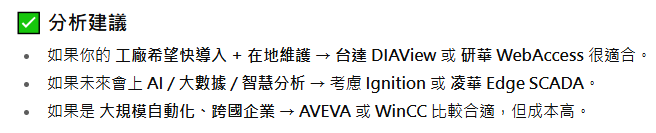 ✅ 分析建議
• 如果你的 工廠希望快導入 + 在地維護 → 台達 DIAView 或 研華 WebAccess 很適合。
• 如果未來會上 AI / 大數據 / 智慧分析 → 考慮 Ignition 或 凌華 Edge SCADA。
• 如果是 大規模自動化、跨國企業 → AVEVA 或 WinCC 比較合適，但成本高。